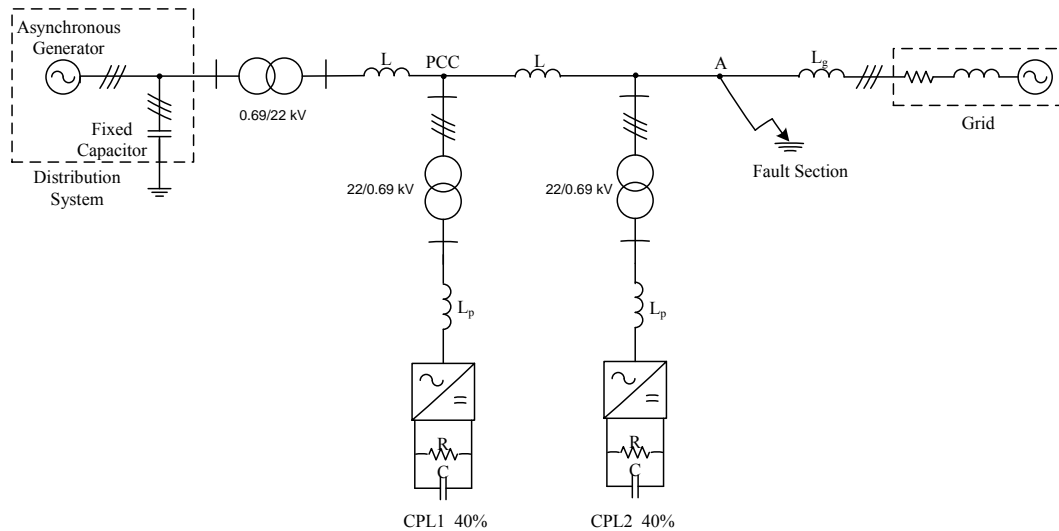 Asynchronous
Generator
Fixed
Capacitor
Distribution
System
0.69/22 kV
L
PCC
L
A
Lg
Grid
Fault Section
22/0.69 kV
22/0.69 kV
Lp
Lp
R
C
R
C
CPL1 40%
CPL2 40%